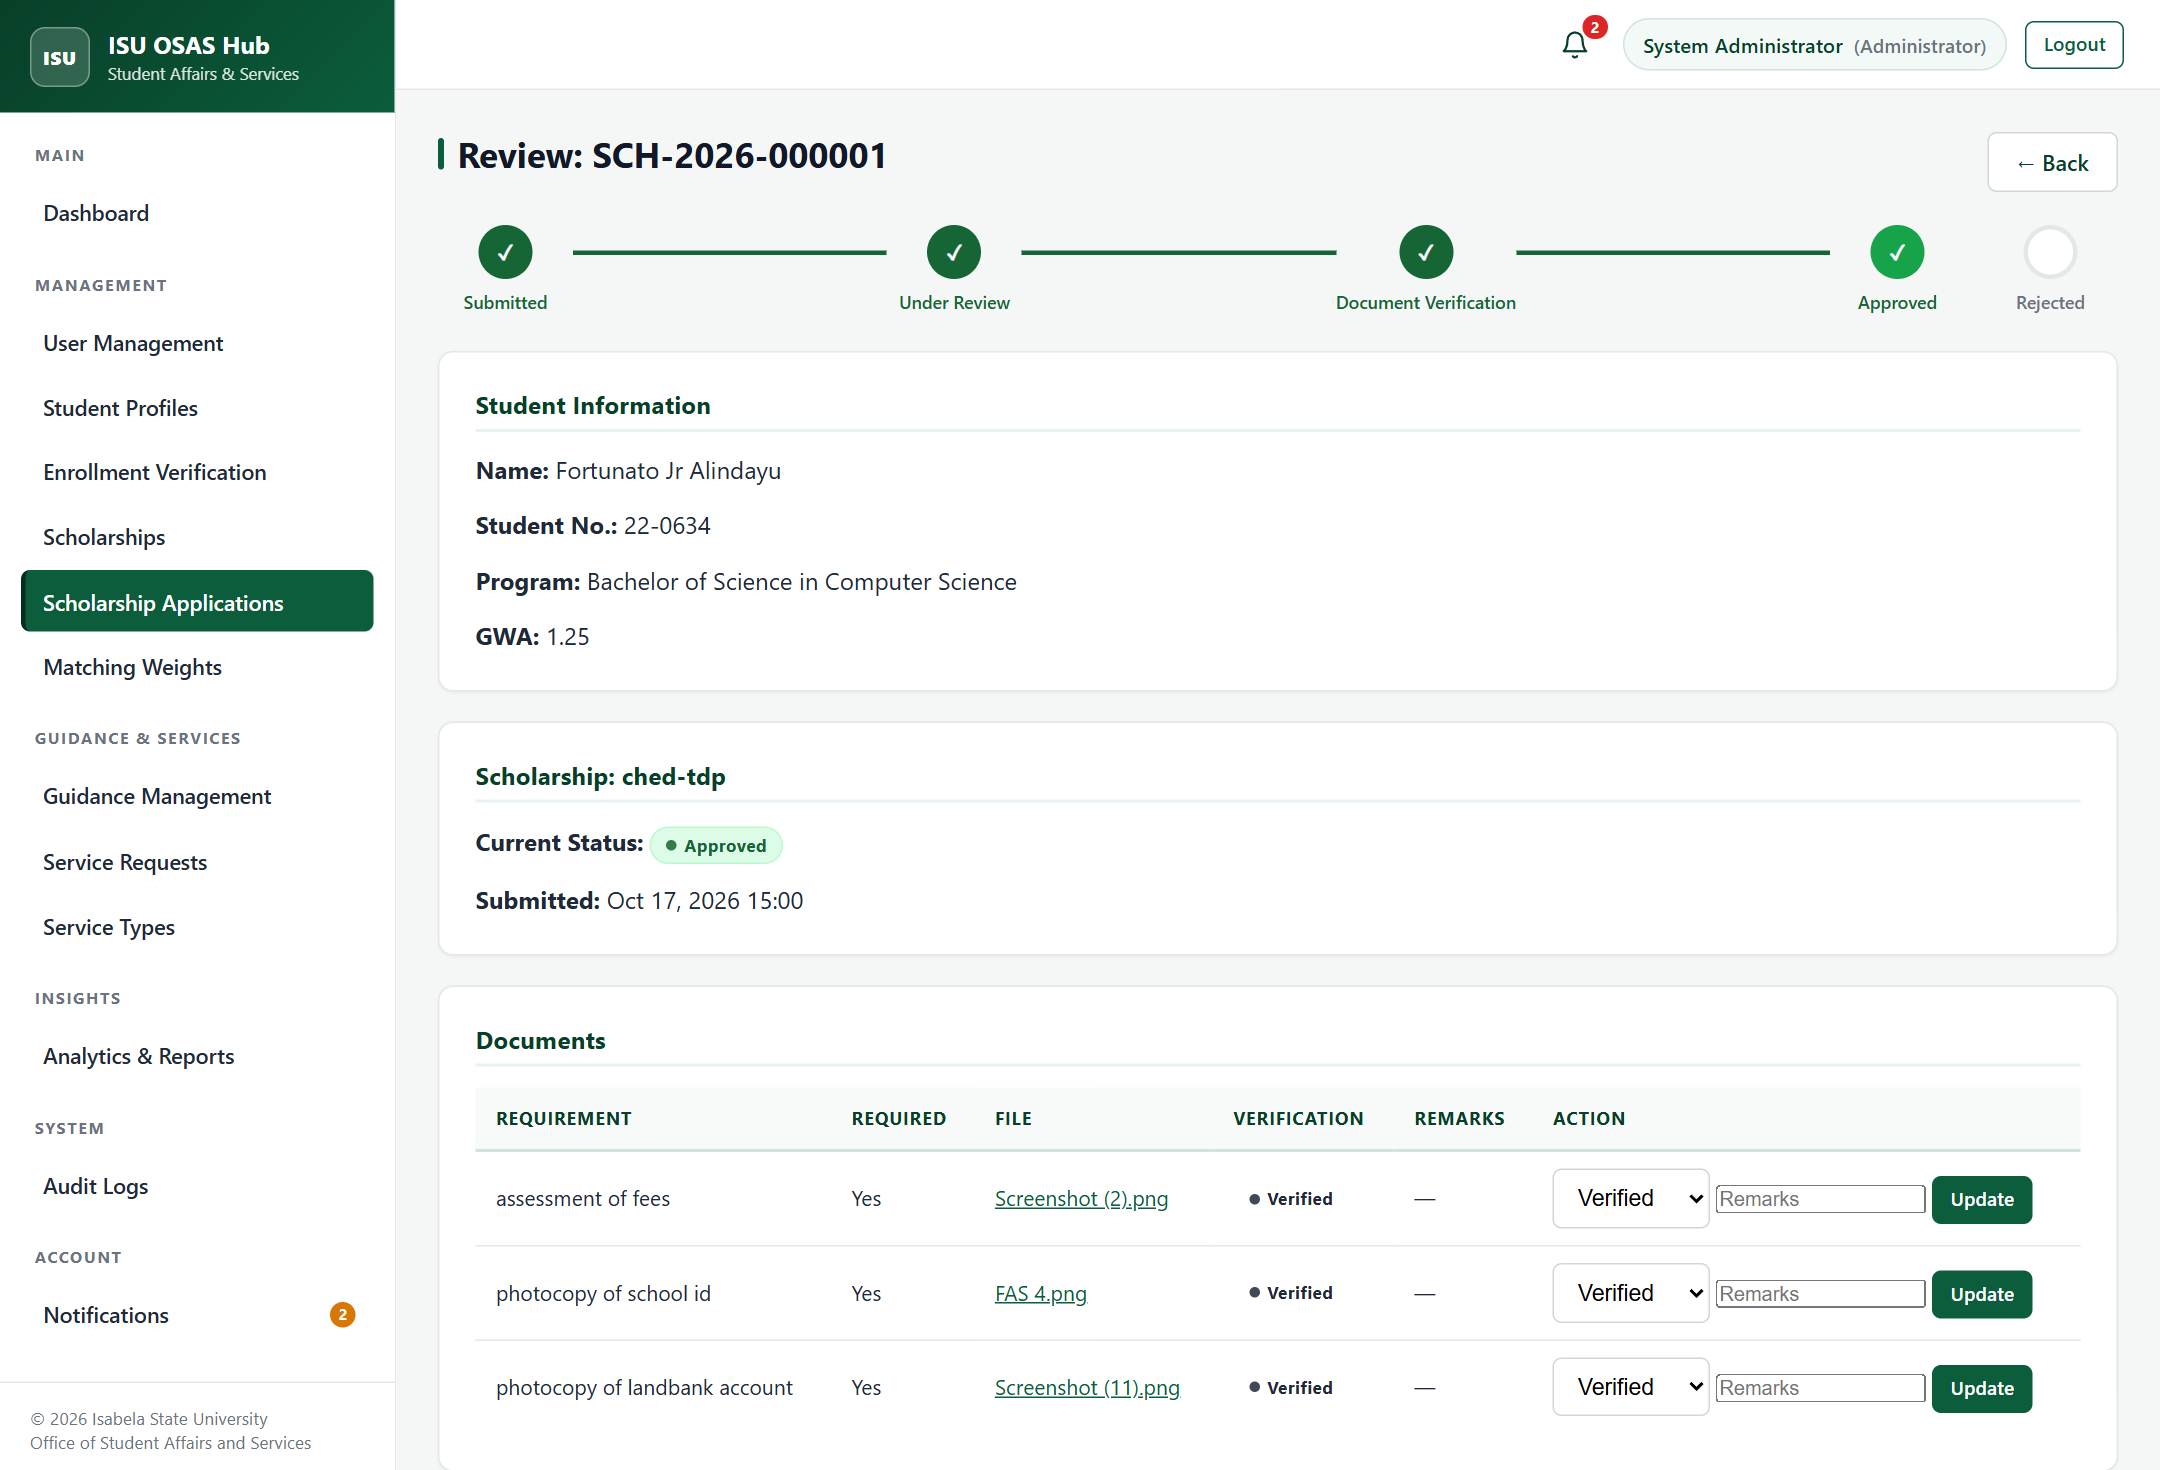 ISU
ISU OSAS Hub
Student Affairs & Services
MAIN
Dashboard
MANAGEMENT
User Management
Student Profiles
Enrollment Verification
Scholarships
Scholarship Applications
Matching Weights
GUIDANCE & SERVICES
Guidance Management
Service Requests
Service Types
INSIGHTS
Analytics & Reports
SYSTEM
Audit Logs
ACCOUNT
Notifications 2
© 2026 Isabela State University
Office of Student Affairs and Services
2
System Administrator (Administrator)
Logout
Review: SCH-2026-000001
← Back
✓ ✓ ✓ ✓
Submitted Under Review Document Verification Approved Rejected
Student Information
Name: Fortunato Jr Alindayu
Student No.: 22-0634
Program: Bachelor of Science in Computer Science
GWA: 1.25
Scholarship: ched-tdp
Current Status: Approved
Submitted: Oct 17, 2026 15:00
Documents
REQUIREMENT REQUIRED FILE VERIFICATION REMARKS ACTION
assessment of fees Yes Screenshot (2).png Verified — Verified Remarks Update
photocopy of school id Yes FAS 4.png Verified — Verified Remarks Update
photocopy of landbank account Yes Screenshot (11).png Verified — Verified Remarks Update